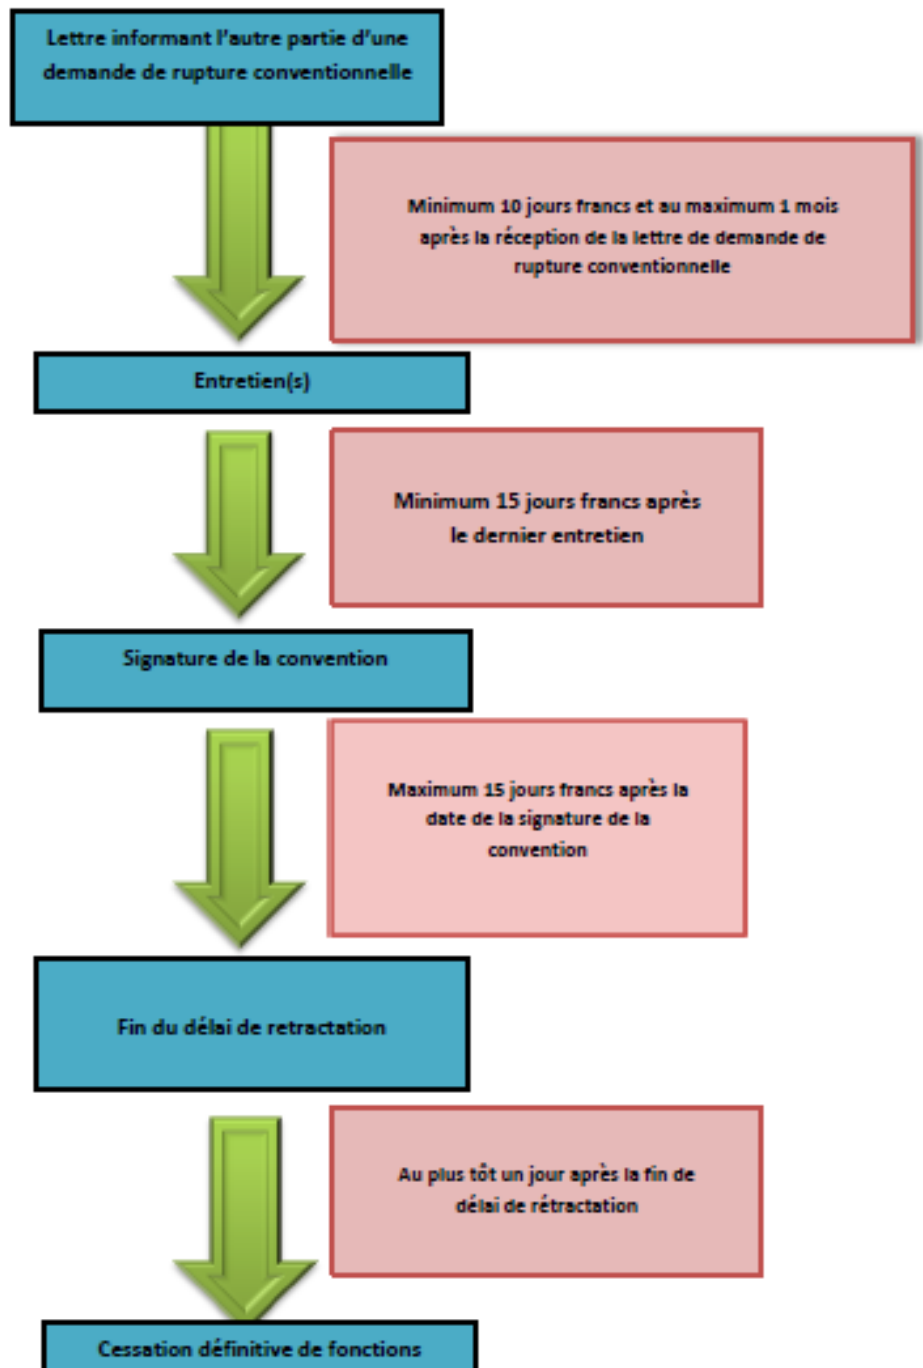 Lettre informant l'autre partie d'une
demande de rupture conventionnelle
Minimum 10 jours francs et au maximum 1 mois
après la réception de la lettre de demande de
rupture conventionnelle
Entretien(s)
Minimum 15 jours francs après
le dernier entretien
Signature de la convention
Maximum 15 jours francs après la
date de la signature de la
convention
Fin du délai de retractation
Au plus tôt un jour après la fin de
délai de rétractation
Cessation définitive de fonctions